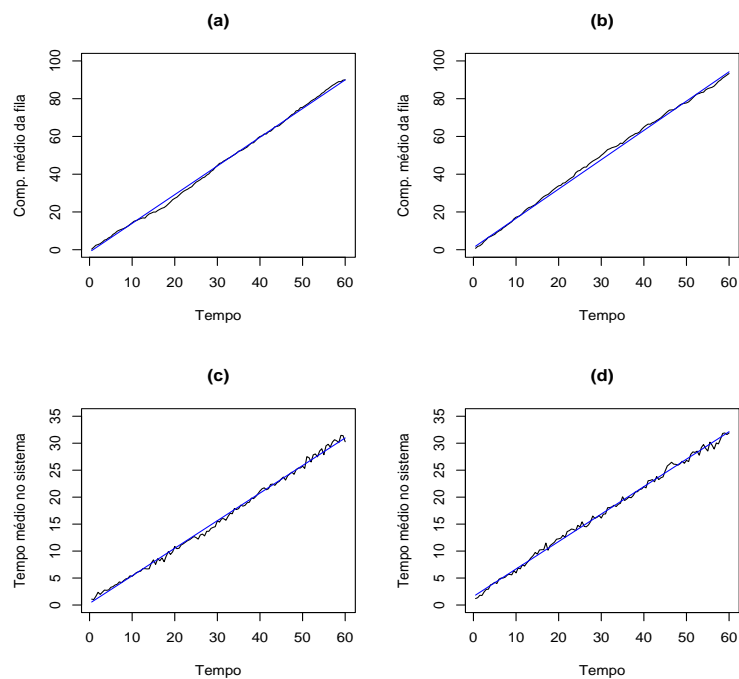 (a)
Comp. médio da fila
0 20 40 60 80 100
0 10 20 30 40 50 60
Tempo
(b)
Comp. médio da fila
0 20 40 60 80 100
0 10 20 30 40 50 60
Tempo
(c)
Tempo médio no sistema
0 5 10 15 20 25 30 35
0 10 20 30 40 50 60
Tempo
(d)
Tempo médio no sistema
0 5 10 15 20 25 30 35
0 10 20 30 40 50 60
Tempo